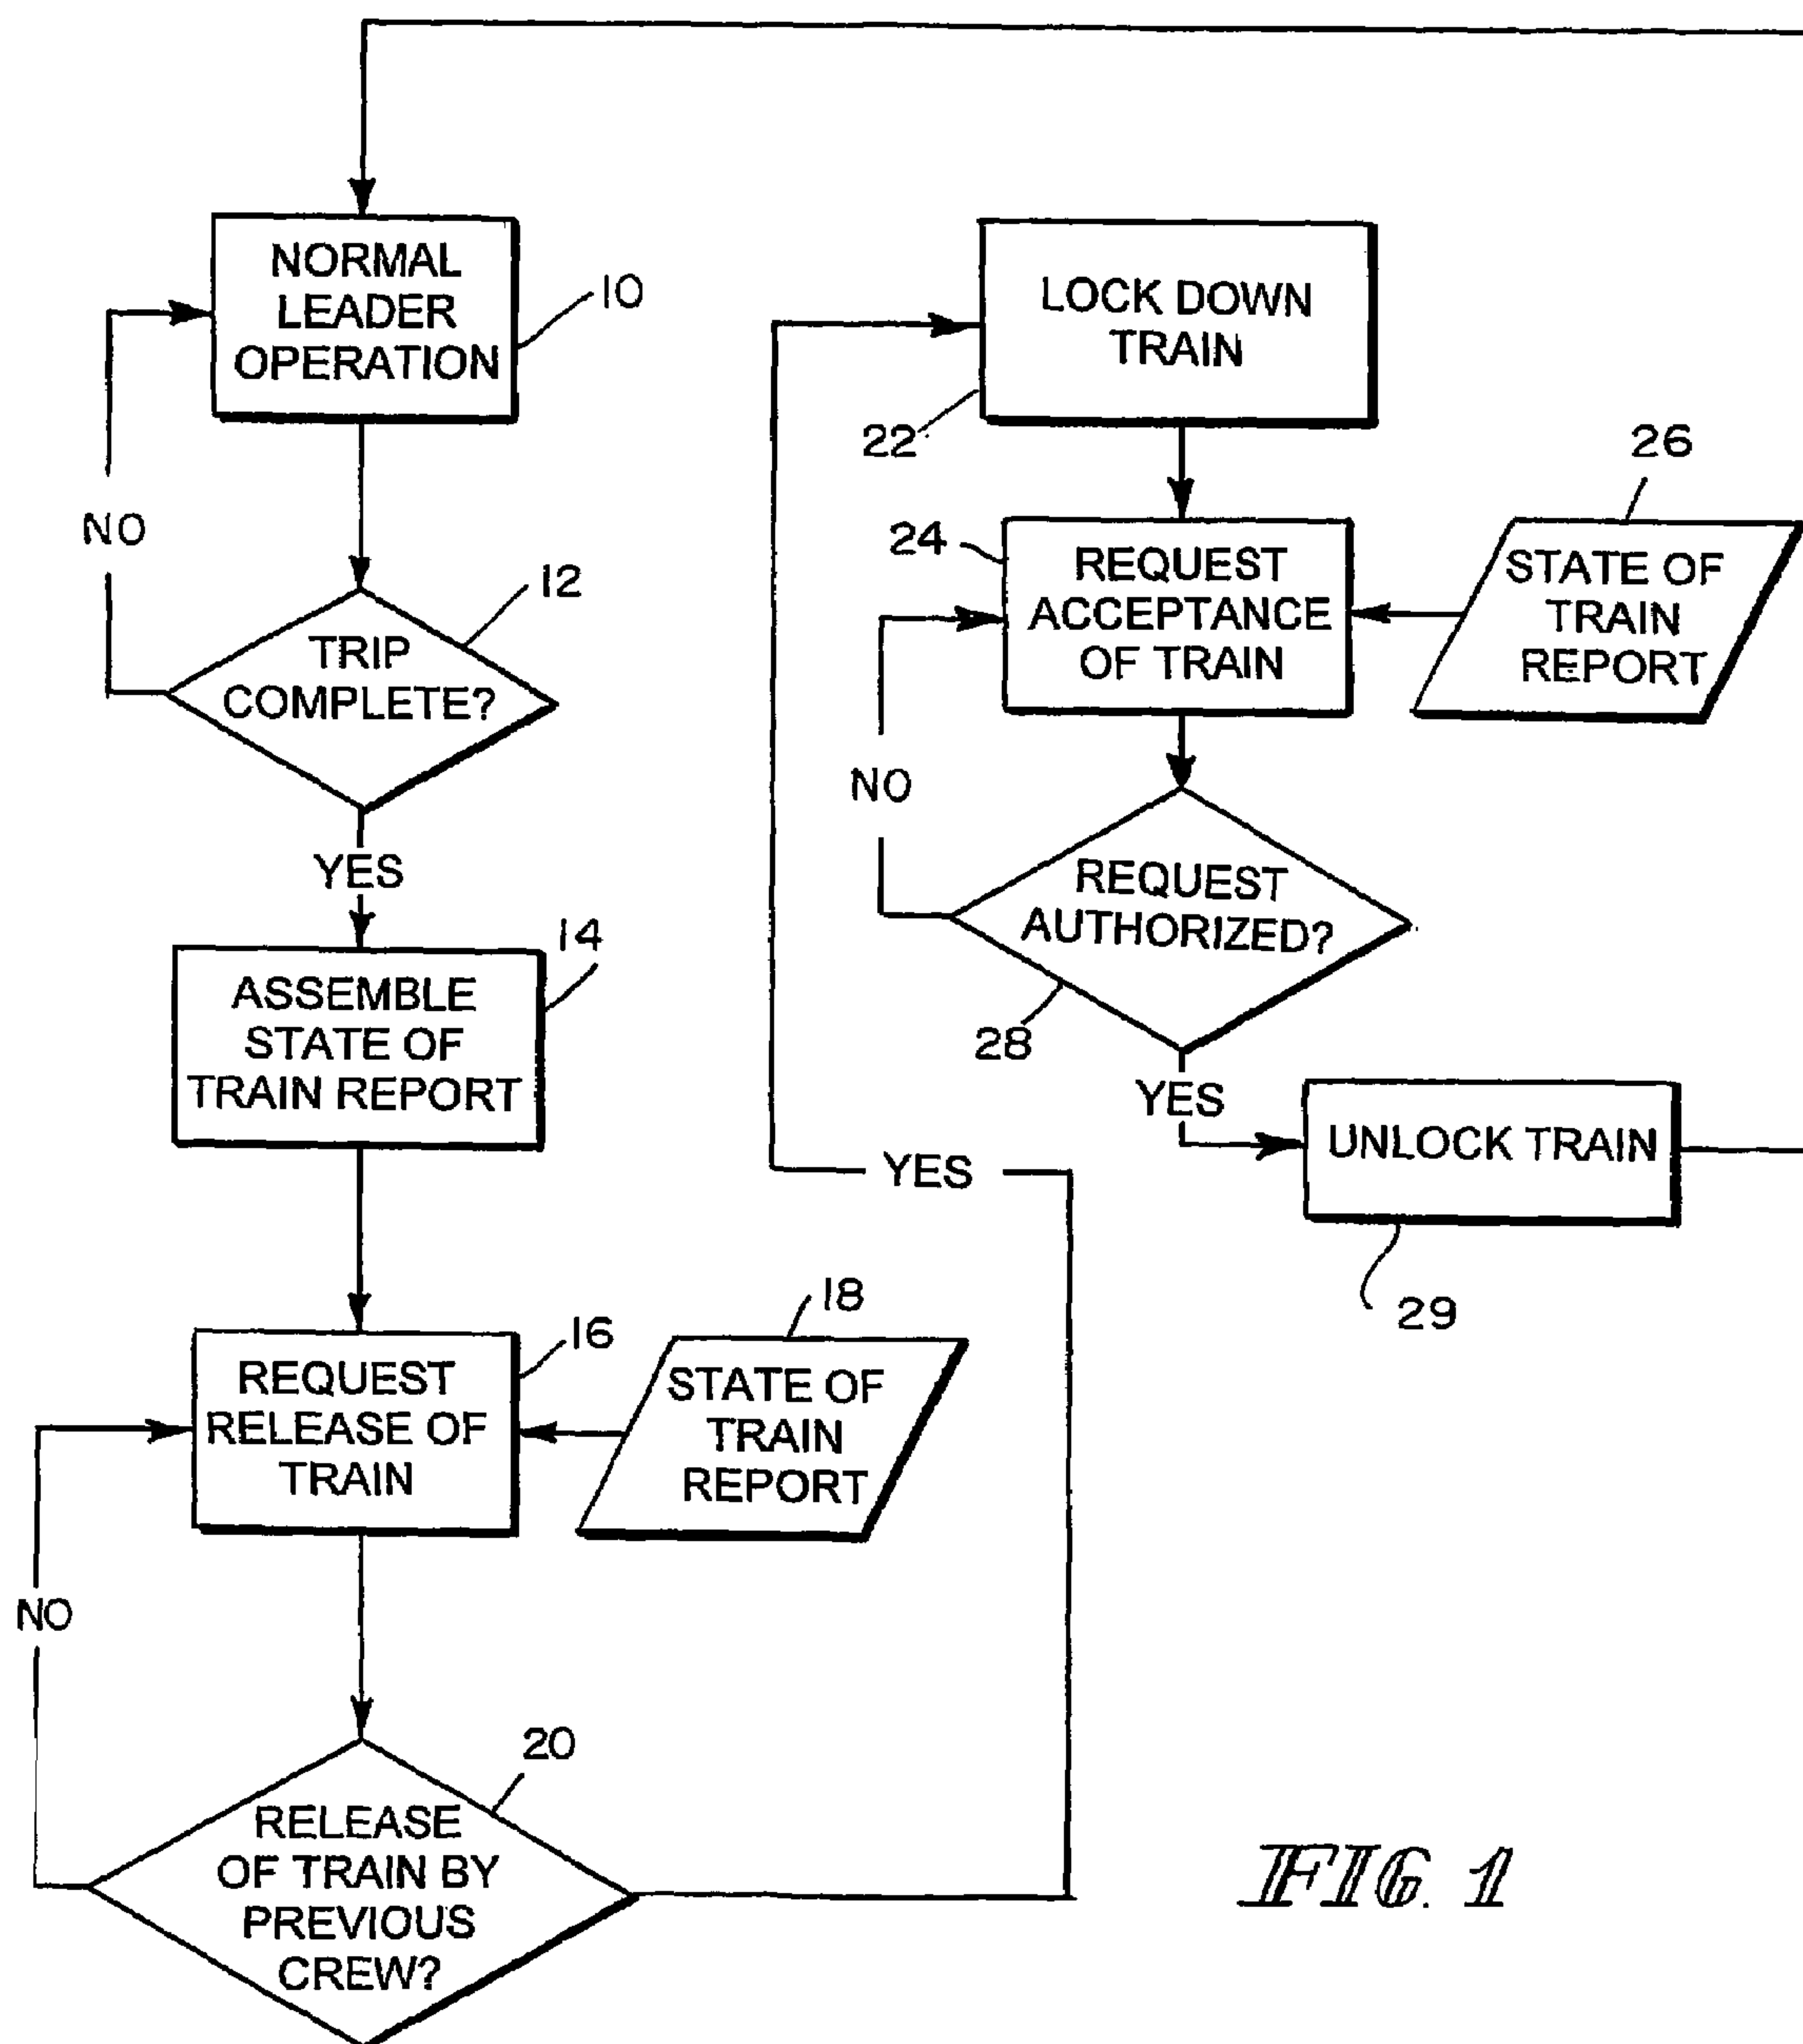 NORMAL
LEADER
OPERATION
10
NO
TRIP
COMPLETE?
12
YES
ASSEMBLE
STATE OF
TRAIN REPORT
14
REQUEST
RELEASE OF
TRAIN
16
STATE OF
TRAIN
REPORT
18
NO
RELEASE
OF TRAIN BY
PREVIOUS
CREW?
20
YES
LOCK DOWN
TRAIN
22
REQUEST
ACCEPTANCE
OF TRAIN
24
STATE OF
TRAIN
REPORT
26
NO
REQUEST
AUTHORIZED?
28
YES
UNLOCK TRAIN
29
FIG. 1